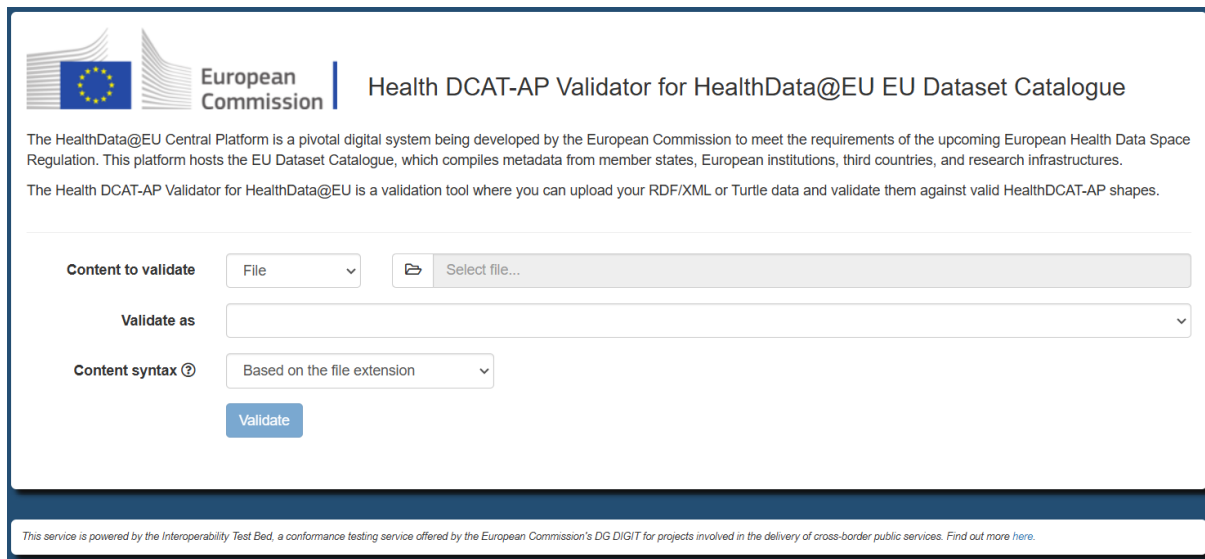 European
Commission
Health DCAT-AP Validator for HealthData@EU EU Dataset Catalogue
The HealthData@EU Central Platform is a pivotal digital system being developed by the European Commission to meet the requirements of the upcoming European Health Data Space
Regulation. This platform hosts the EU Dataset Catalogue, which compiles metadata from member states, European institutions, third countries, and research infrastructures.
The Health DCAT-AP Validator for HealthData@EU is a validation tool where you can upload your RDF/XML or Turtle data and validate them against valid HealthDCAT-AP shapes.
Content to validate File Select file...
Validate as
Content syntax Based on the file extension
Validate
This service is powered by the Interoperability Test Bed, a conformance testing service offered by the European Commission's DG DIGIT for projects involved in the delivery of cross-border public services. Find out more here.